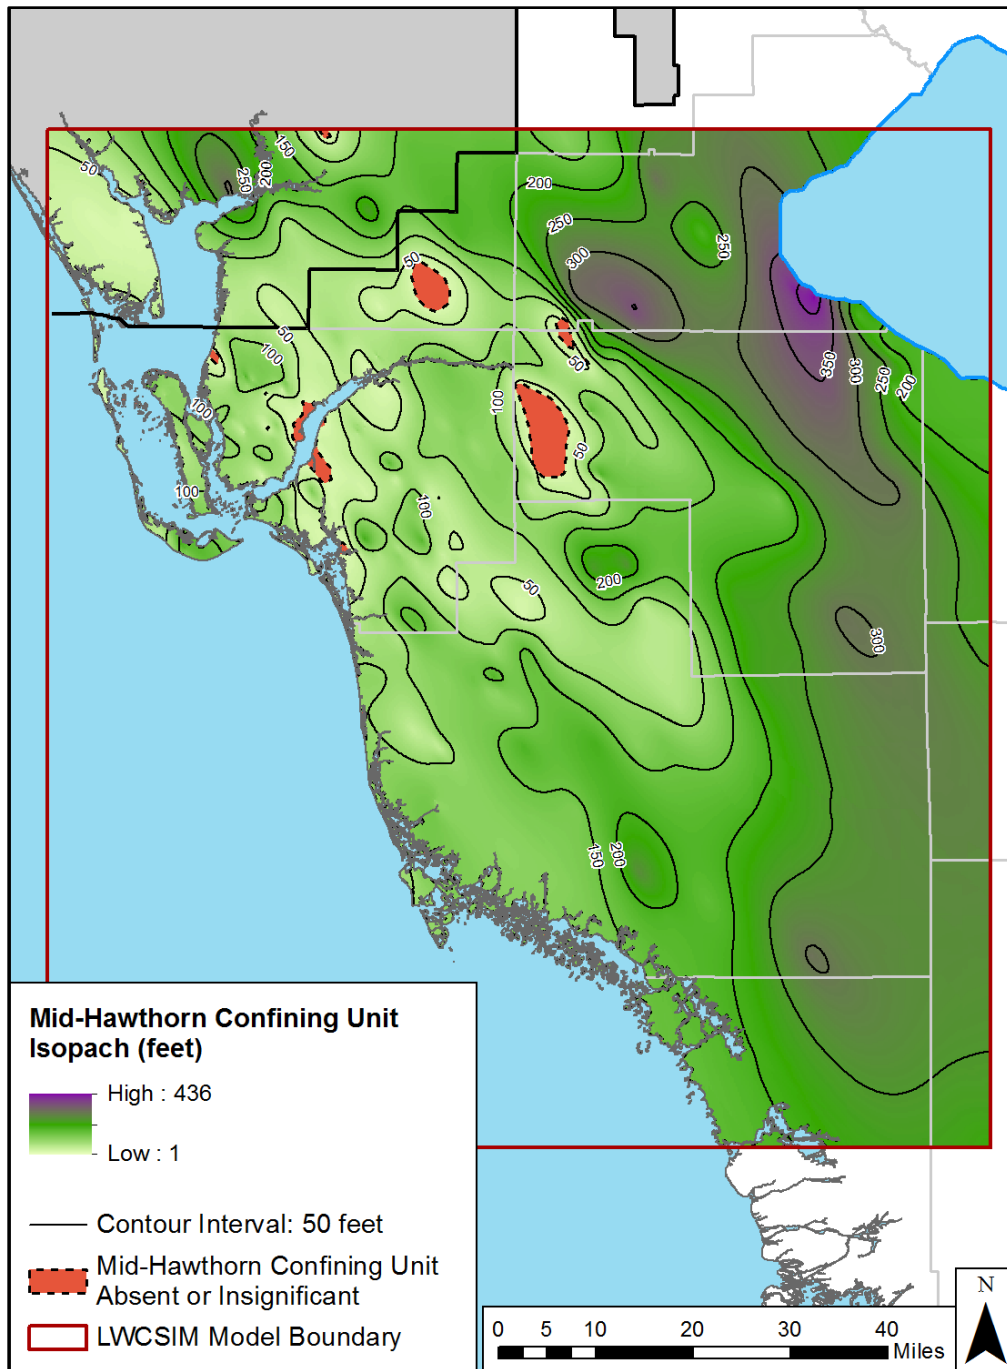 150
200
50
250
200
250
250
300
50
50
100
50
350
300
250
200
100
100
50
100
100
200
50
300
150
200
Mid-Hawthorn Confining Unit
Isopach (feet)
High : 436
Low : 1
Contour Interval: 50 feet
Mid-Hawthorn Confining Unit
Absent or Insignificant
LWCSIM Model Boundary
N
0 5 10 20 30 40
Miles